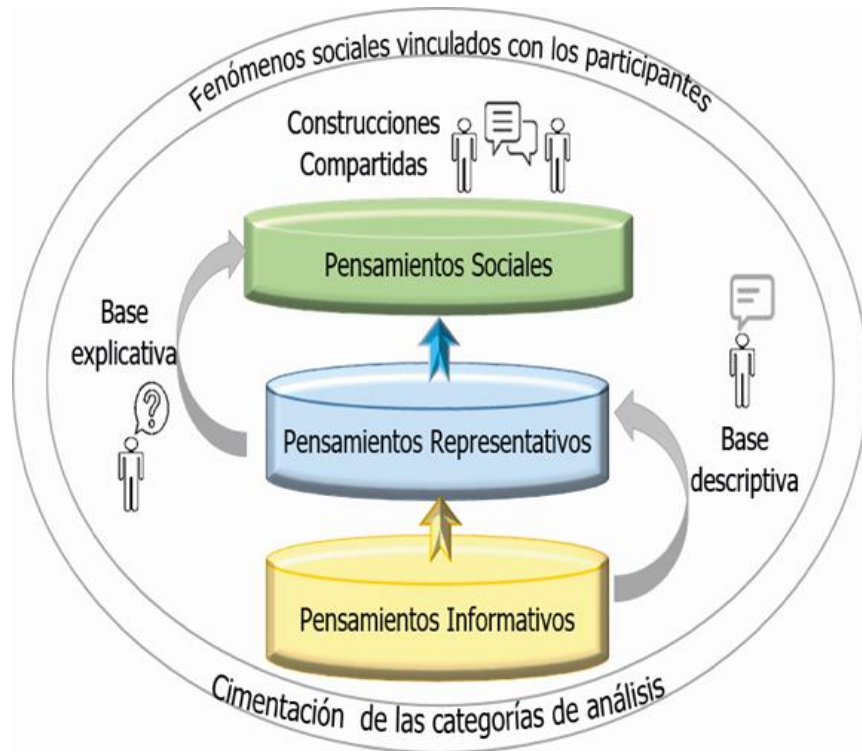 Fenómenos sociales vinculados con los participantes
Construcciones
Compartidas
Pensamientos Sociales
Base
explicativa
?
Pensamientos Representativos
Base
descriptiva
Pensamientos Informativos
Cimentación de las categorías de análisis